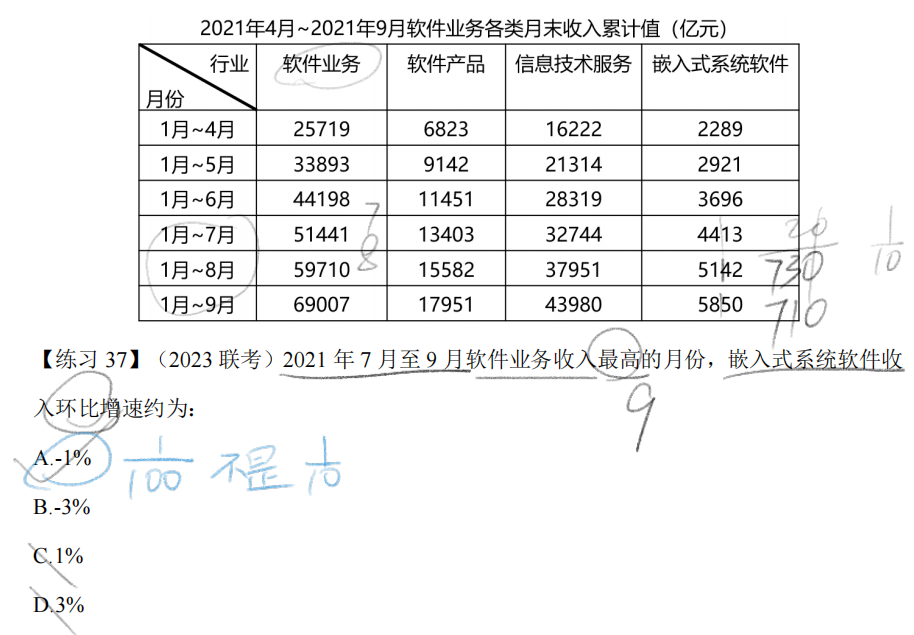 2021年4月~2021年9月软件业务各类月末收入累计值（亿元）
行业 软件业务 软件产品 信息技术服务 嵌入式系统软件
月份
1月~4月 25719 6823 16222 2289
1月~5月 33893 9142 21314 2921
1月~6月 44198 11451 28319 3696
7
1月~7月 51441 13403 32744 4413
20 1/10
8
1月~8月 59710 15582 37951 5142
730
1月~9月 69007 17951 43980 5850
710
【练习 37】（2023 联考）2021 年 7 月至 9 月软件业务收入最高的月份，嵌入式系统软件收
入环比增速约为：
9
A.-1%
1/100 不是 1/10
B.-3%
C.1%
D.3%